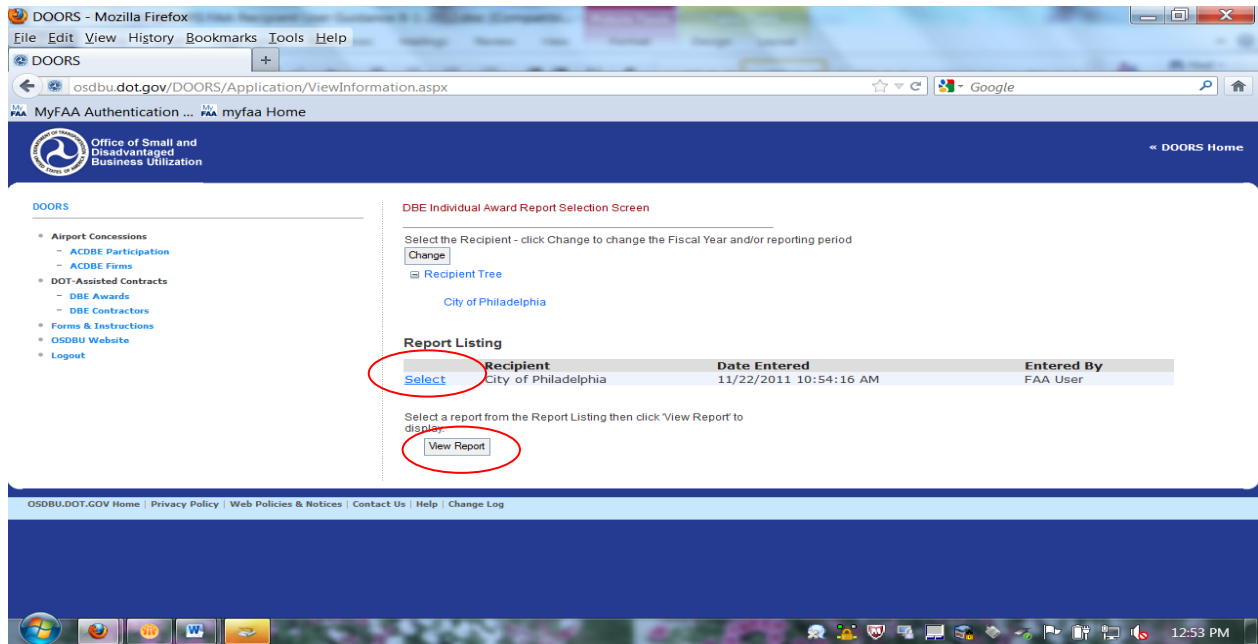 DOORS - Mozilla Firefox
File Edit View History Bookmarks Tools Help
DOORS
osdbu.dot.gov/DOORS/Application/ViewInformation.aspx
Google
MyFAA Authentication ... myfaa Home
Office of Small and
Disadvantaged
Business Utilization
« DOORS Home
DOORS
Airport Concessions
– ACDBE Participation
– ACDBE Firms
DOT-Assisted Contracts
– DBE Awards
– DBE Contractors
Forms & Instructions
OSDBU Website
Logout
DBE Individual Award Report Selection Screen
Select the Recipient - click Change to change the Fiscal Year and/or reporting period
Change
Recipient Tree
City of Philadelphia
Report Listing
Recipient Date Entered Entered By
Select City of Philadelphia 11/22/2011 10:54:16 AM FAA User
Select a report from the Report Listing then click 'View Report' to
display.
View Report
OSDBU.DOT.GOV Home | Privacy Policy | Web Policies & Notices | Contact Us | Help | Change Log
12:53 PM